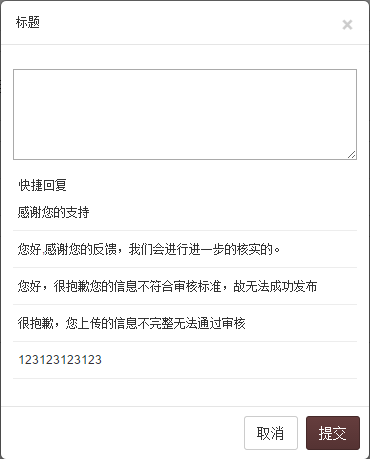 标题
×
快捷回复
感谢您的支持
您好,感谢您的反馈，我们会进行进一步的核实的。
您好，很抱歉您的信息不符合审核标准，故无法成功发布
很抱歉，您上传的信息不完整无法通过审核
123123123123
取消 提交